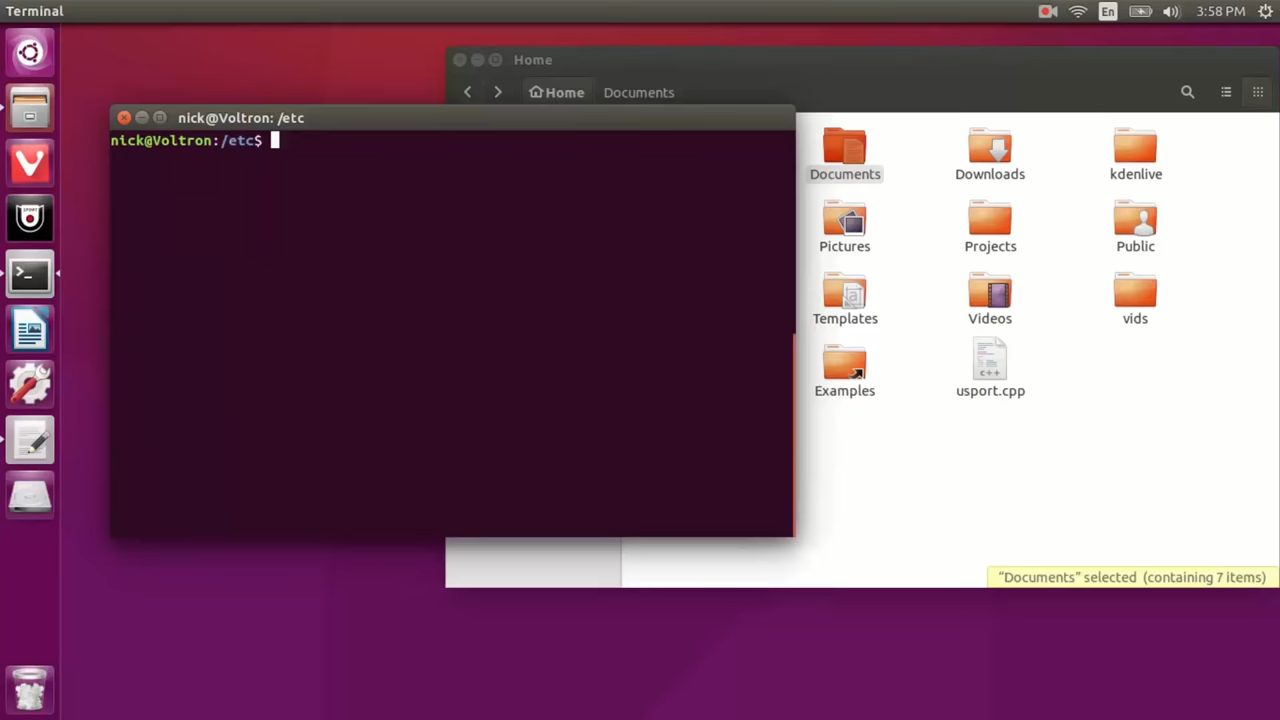 Terminal
En
3:58 PM
Home
Home
Documents
nick@Voltron: /etc
nick@Voltron:/etc$
Documents
Downloads
kdenlive
Pictures
Projects
Public
Templates
Videos
vids
Examples
C++
usport.cpp
"Documents" selected (containing 7 items)